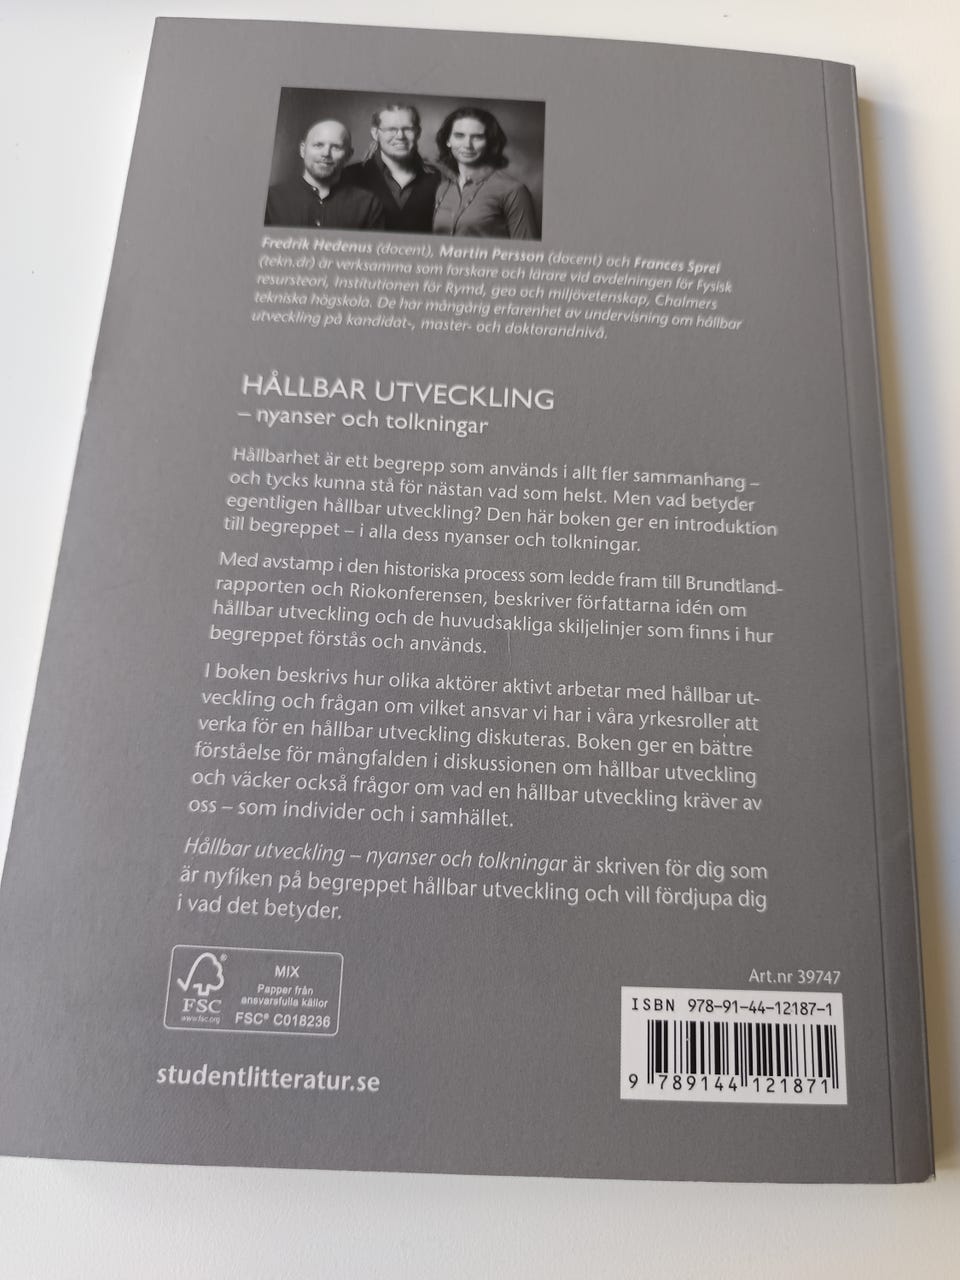 Fredrik Hedenus (docent), Martin Persson (docent) och Frances Sprei
(tekn.dr) är verksamma som forskare och lärare vid avdelningen för Fysisk
resursteori, Institutionen för Rymd, geo och miljövetenskap, Chalmers
tekniska högskola. De har mångårig erfarenhet av undervisning om hållbar
utveckling på kandidat-, master- och doktorandnivå.
HÅLLBAR UTVECKLING
– nyanser och tolkningar
Hållbarhet är ett begrepp som används i allt fler sammanhang –
och tycks kunna stå för nästan vad som helst. Men vad betyder
egentligen hållbar utveckling? Den här boken ger en introduktion
till begreppet – i alla dess nyanser och tolkningar.
Med avstamp i den historiska process som ledde fram till Brundtland-
rapporten och Riokonferensen, beskriver författarna idén om
hållbar utveckling och de huvudsakliga skiljelinjer som finns i hur
begreppet förstås och används.
I boken beskrivs hur olika aktörer aktivt arbetar med hållbar ut-
veckling och frågan om vilket ansvar vi har i våra yrkesroller att
verka för en hållbar utveckling diskuteras. Boken ger en bättre
förståelse för mångfalden i diskussionen om hållbar utveckling
och väcker också frågor om vad en hållbar utveckling kräver av
oss – som individer och i samhället.
Hållbar utveckling – nyanser och tolkningar är skriven för dig som
är nyfiken på begreppet hållbar utveckling och vill fördjupa dig
i vad det betyder.
FSC
www.fsc.org
MIX
Papper från
ansvarsfulla källor
FSC® C018236
studentlitteratur.se
Art.nr 39747
ISBN 978-91-44-12187-1
9 789144 121871